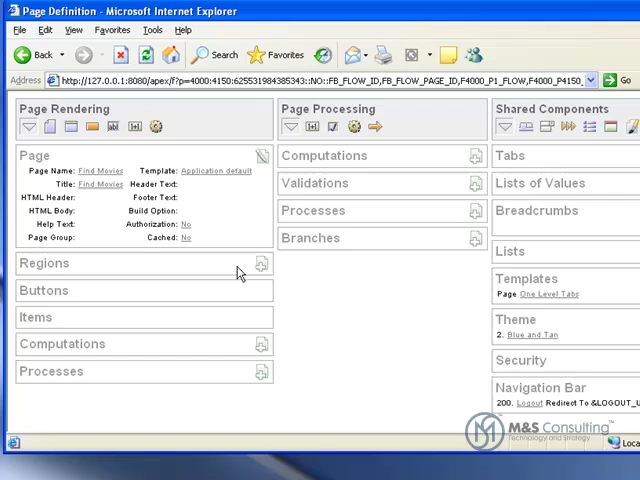 Page Definition - Microsoft Internet Explorer
File Edit View Favorites Tools Help
Back Search Favorites
Address http://127.0.0.1:8080/apex/f?p=4000:4150:625531984385343::NO::FB_FLOW_ID,FB_FLOW_PAGE_ID,F4000_P1_FLOW,F4000_P4150_ Go
Page Rendering
Page
Page Name: Find Movies Template: Application default
Title: Find Movies Header Text:
HTML Header: Footer Text:
HTML Body: Build Option:
Help Text: Authorization: No
Page Group: Cached: No
Regions
Buttons
Items
Computations
Processes
Page Processing
Computations
Validations
Processes
Branches
Shared Components
Tabs
Lists of Values
Breadcrumbs
Lists
Templates
Page One Level Tabs
Theme
2. Blue and Tan
Security
Navigation Bar
200. Logout Redirect To &LOGOUT_U
M&S Consulting
Technology and Strategy
Loca